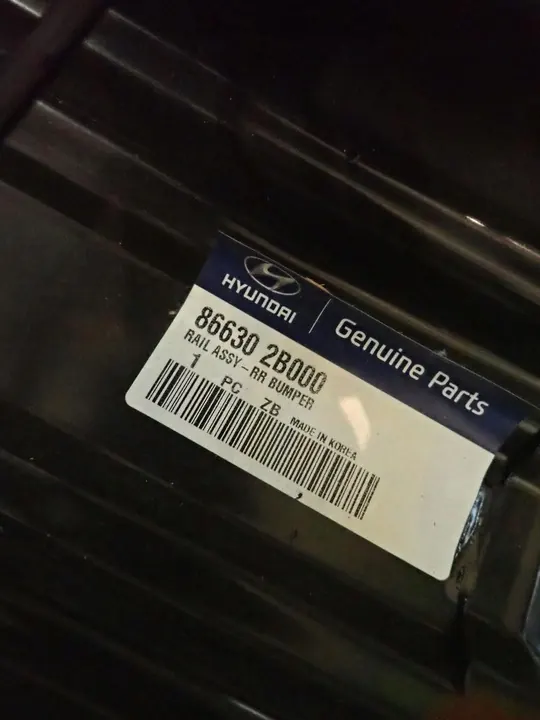 HYUNDAI
Genuine Parts
86630 2B000
RAIL ASSY-RR BUMPER
1 PC ZB MADE IN KOREA